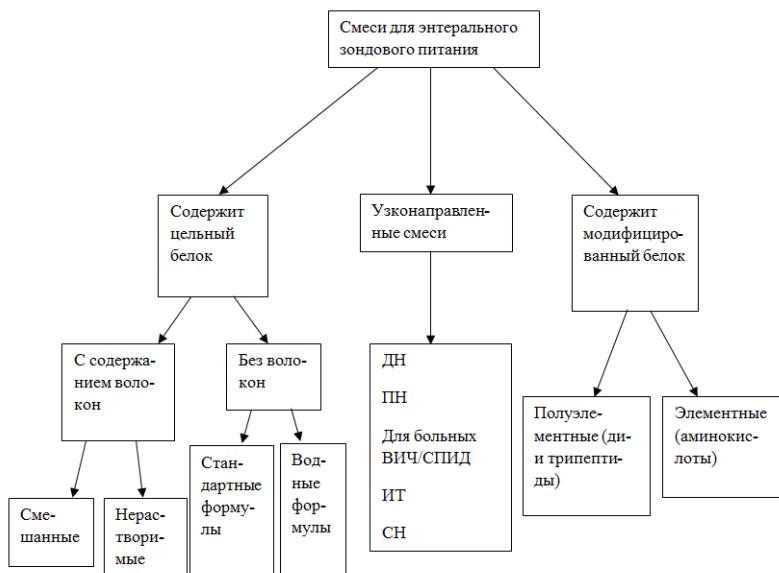 Смеси для энтерального
зондового питания
Содержит
цельный
белок
Узконаправлен-
ные смеси
Содержит
модифициро-
ванный белок
С содержа-
нием воло-
кон
Без воло-
кон
ДН
ПН
Для больных
ВИЧ/СПИД
ИТ
СН
Полуэле-
ментные (ди-
и трипепти-
ды)
Элементные
(аминокис-
лоты)
Сме-
шанные
Нерас-
твори-
мые
Стан-
дартные
форму-
лы
Вод-
ные
фор-
мулы